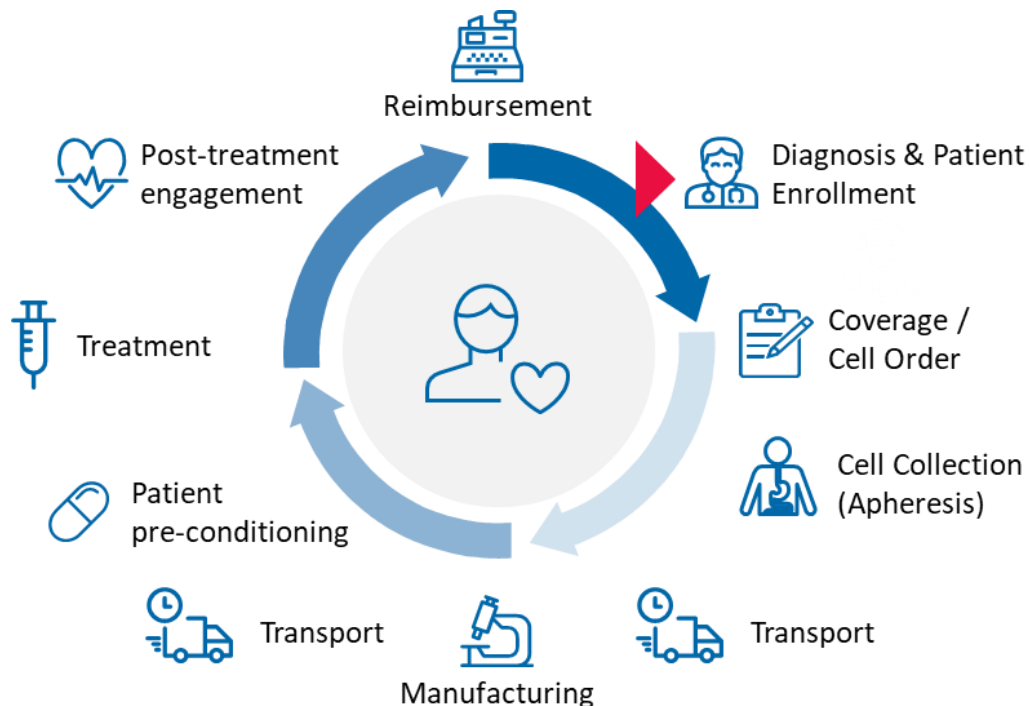 Reimbursement
Post-treatment
engagement
Diagnosis & Patient
Enrollment
Treatment
Coverage /
Cell Order
Patient
pre-conditioning
Cell Collection
(Apheresis)
Transport
Transport
Manufacturing